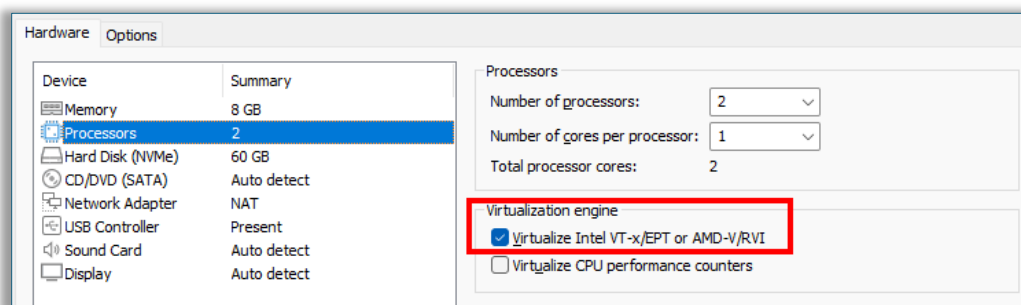 Hardware Options
Device Summary
Memory 8 GB
Processors 2
Hard Disk (NVMe) 60 GB
CD/DVD (SATA) Auto detect
Network Adapter NAT
USB Controller Present
Sound Card Auto detect
Display Auto detect
Processors
Number of processors: 2
Number of cores per processor: 1
Total processor cores: 2
Virtualization engine
Virtualize Intel VT-x/EPT or AMD-V/RVI
Virtualize CPU performance counters